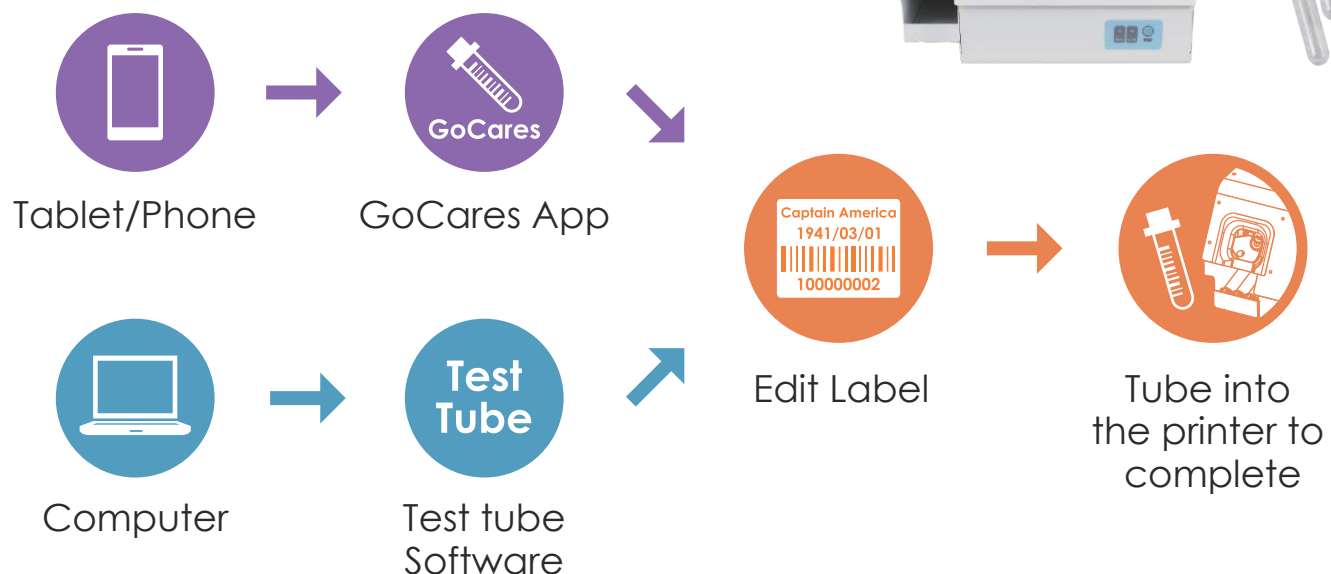 GoCares
Tablet/Phone
GoCares App
Captain America
1941/03/01
100000002
Edit Label
Tube into
the printer to
complete
Test
Tube
Computer
Test tube
Software